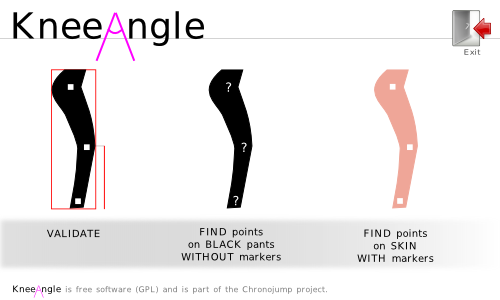 KneeAngle
Exit
?
?
?
VALIDATE
FIND points
on BLACK pants
WITHOUT markers
FIND points
on SKIN
WITH markers
KneeAngle is free software (GPL) and is part of the Chronojump project.